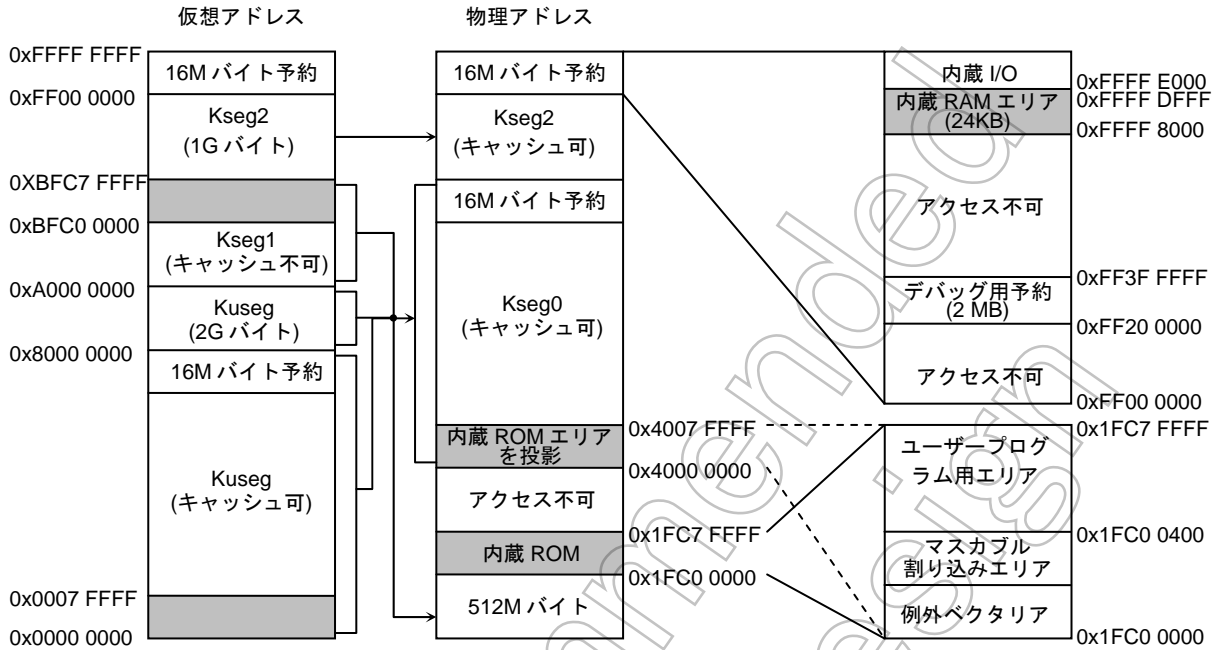 仮想アドレス
物理アドレス
0xFFFF FFFF
16M バイト予約
0xFF00 0000
Kseg2
(1G バイト)
0XBFC7 FFFF
0xBFC0 0000
Kseg1
(キャッシュ不可)
0xA000 0000
Kuseg
(2G バイト)
0x8000 0000
16M バイト予約
Kuseg
(キャッシュ可)
0x0007 FFFF
0x0000 0000
16M バイト予約
Kseg2
(キャッシュ可)
16M バイト予約
Kseg0
(キャッシュ可)
内蔵 ROM エリア
を投影
0x4007 FFFF
0x4000 0000
アクセス不可
0x1FC7 FFFF
内蔵 ROM
0x1FC0 0000
512M バイト
内蔵 I/O
0xFFFF E000
内蔵 RAM エリア
(24KB)
0xFFFF DFFF
0xFFFF 8000
アクセス不可
0xFF3F FFFF
デバッグ用予約
(2 MB)
0xFF20 0000
アクセス不可
0xFF00 0000
0x1FC7 FFFF
ユーザープログ
ラム用エリア
0x1FC0 0400
マスカブル
割り込みエリア
例外ベクタリア
0x1FC0 0000
mmended
esign